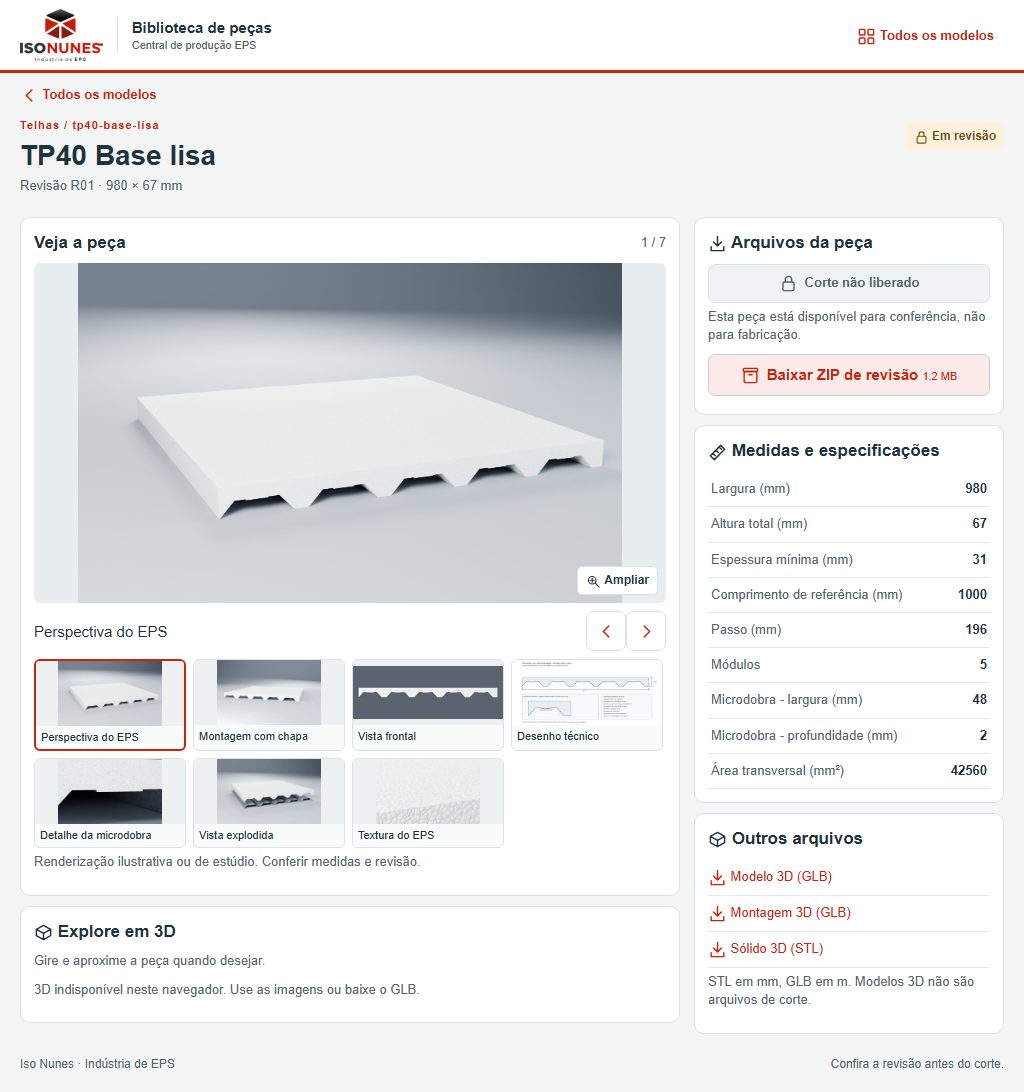 ISONUNES
Indústria de EPS
Biblioteca de peças
Central de produção EPS
Todos os modelos
Todos os modelos
Telhas / tp40-base-lisa
TP40 Base lisa
Revisão R01 · 980 × 67 mm
Em revisão
Veja a peça
1 / 7
Ampliar
Perspectiva do EPS
Perspectiva do EPS
Montagem com chapa
Vista frontal
Desenho técnico
Detalhe da microdobra
Vista explodida
Textura do EPS
Renderização ilustrativa ou de estúdio. Conferir medidas e revisão.
Explore em 3D
Gire e aproxime a peça quando desejar.
3D indisponível neste navegador. Use as imagens ou baixe o GLB.
Arquivos da peça
Corte não liberado
Esta peça está disponível para conferência, não
para fabricação.
Baixar ZIP de revisão 1.2 MB
Medidas e especificações
Largura (mm) 980
Altura total (mm) 67
Espessura mínima (mm) 31
Comprimento de referência (mm) 1000
Passo (mm) 196
Módulos 5
Microdobra - largura (mm) 48
Microdobra - profundidade (mm) 2
Área transversal (mm²) 42560
Outros arquivos
Modelo 3D (GLB)
Montagem 3D (GLB)
Sólido 3D (STL)
STL em mm, GLB em m. Modelos 3D não são
arquivos de corte.
Iso Nunes · Indústria de EPS
Confira a revisão antes do corte.